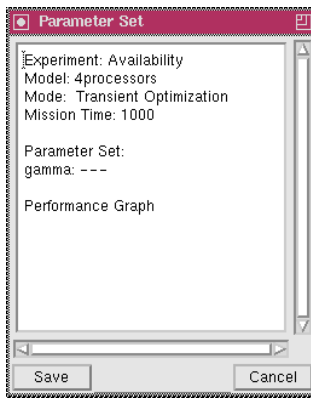 Parameter Set
Experiment: Availability
Model: 4processors
Mode:  Transient Optimization
Mission Time: 1000
Parameter Set:
gamma: ---
Performance Graph
Save
Cancel